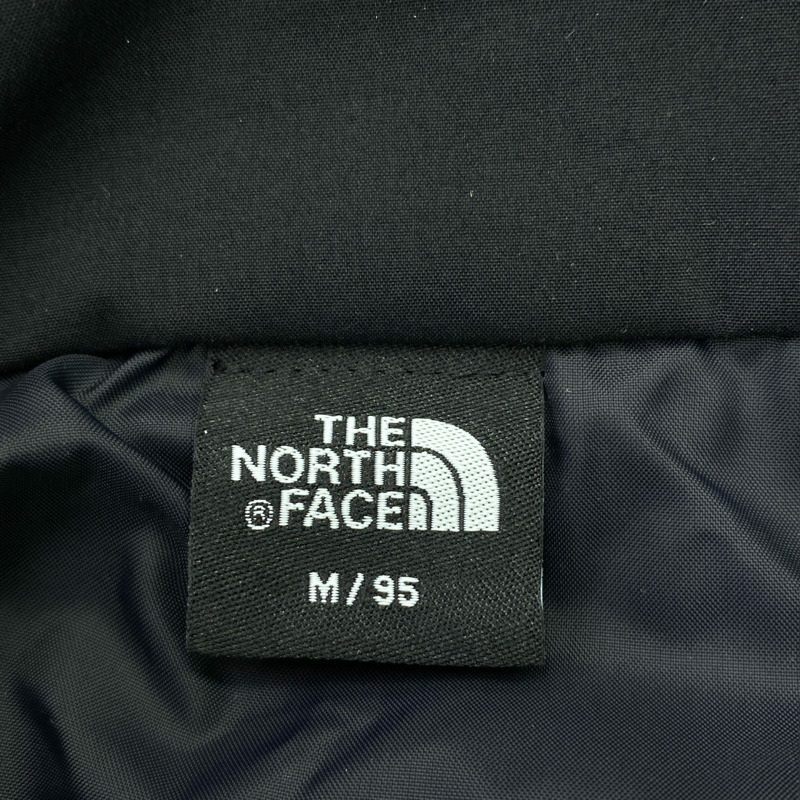 THE
NORTH
® FACE
M / 95